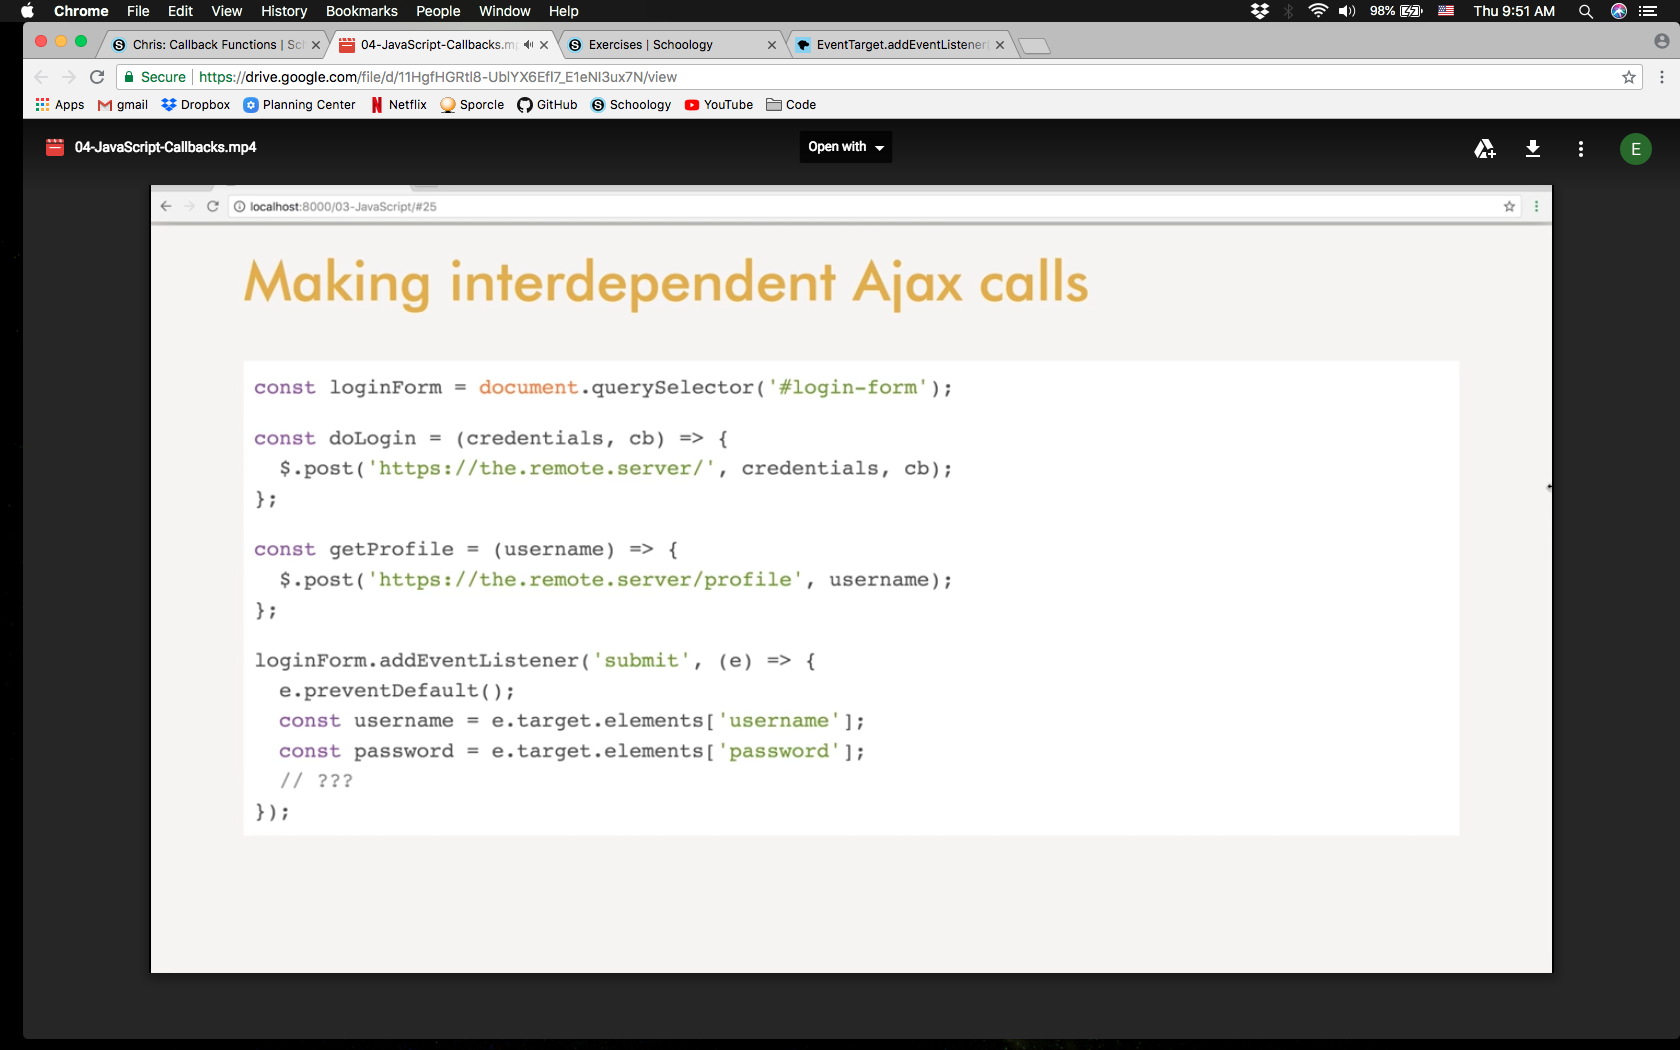 Chrome File Edit View History Bookmarks People Window Help 98% Thu 9:51 AM
Chris: Callback Functions | Sc 04-JavaScript-Callbacks.m Exercises | Schoology EventTarget.addEventListener
Secure https://drive.google.com/file/d/11HgfHGRtl8-UblYX6Efl7_E1eNl3ux7N/view
Apps gmail Dropbox Planning Center Netflix Sporcle GitHub Schoology YouTube Code
04-JavaScript-Callbacks.mp4 Open with E
localhost:8000/03-JavaScript/#25
Making interdependent Ajax calls
const loginForm = document.querySelector('#login-form');
const doLogin = (credentials, cb) => {
$.post('https://the.remote.server/', credentials, cb);
};
const getProfile = (username) => {
$.post('https://the.remote.server/profile', username);
};
loginForm.addEventListener('submit', (e) => {
e.preventDefault();
const username = e.target.elements['username'];
const password = e.target.elements['password'];
// ???
});